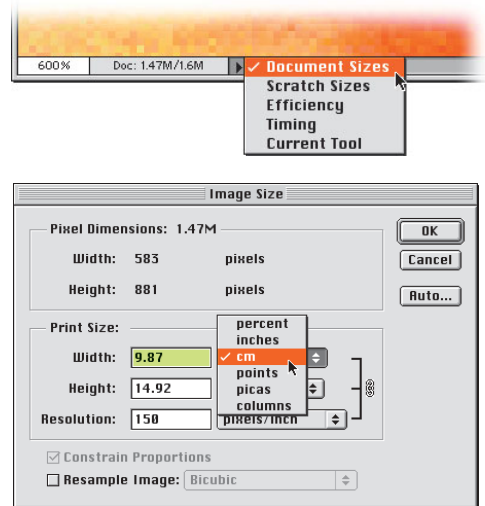 600%
Doc: 1.47M/1.6M
✓ Document Sizes
Scratch Sizes
Efficiency
Timing
Current Tool
Image Size
Pixel Dimensions: 1.47M
OK
Width: 583 pixels
Cancel
Height: 881 pixels
Auto...
Print Size:
percent
inches
Width: 9.87
✓ cm
points
Height: 14.92
picas
columns
Resolution: 150 pixels/inch
Constrain Proportions
Resample Image: Bicubic